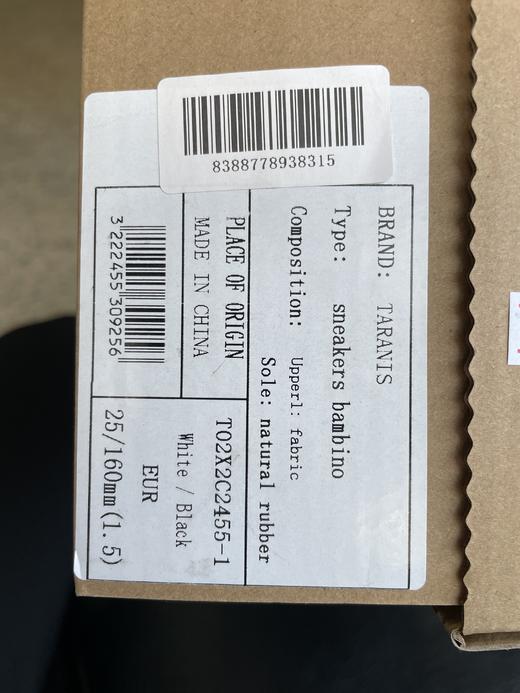 8388778938315
BRAND: TARANIS
Type: sneakers bambino
Composition: Upperl: fabric
Sole: natural rubber
PLACE OF ORIGIN
MADE IN CHINA
3 222455 309256
T02X2C2455-1
White / Black
EUR
25/160mm(1.5)